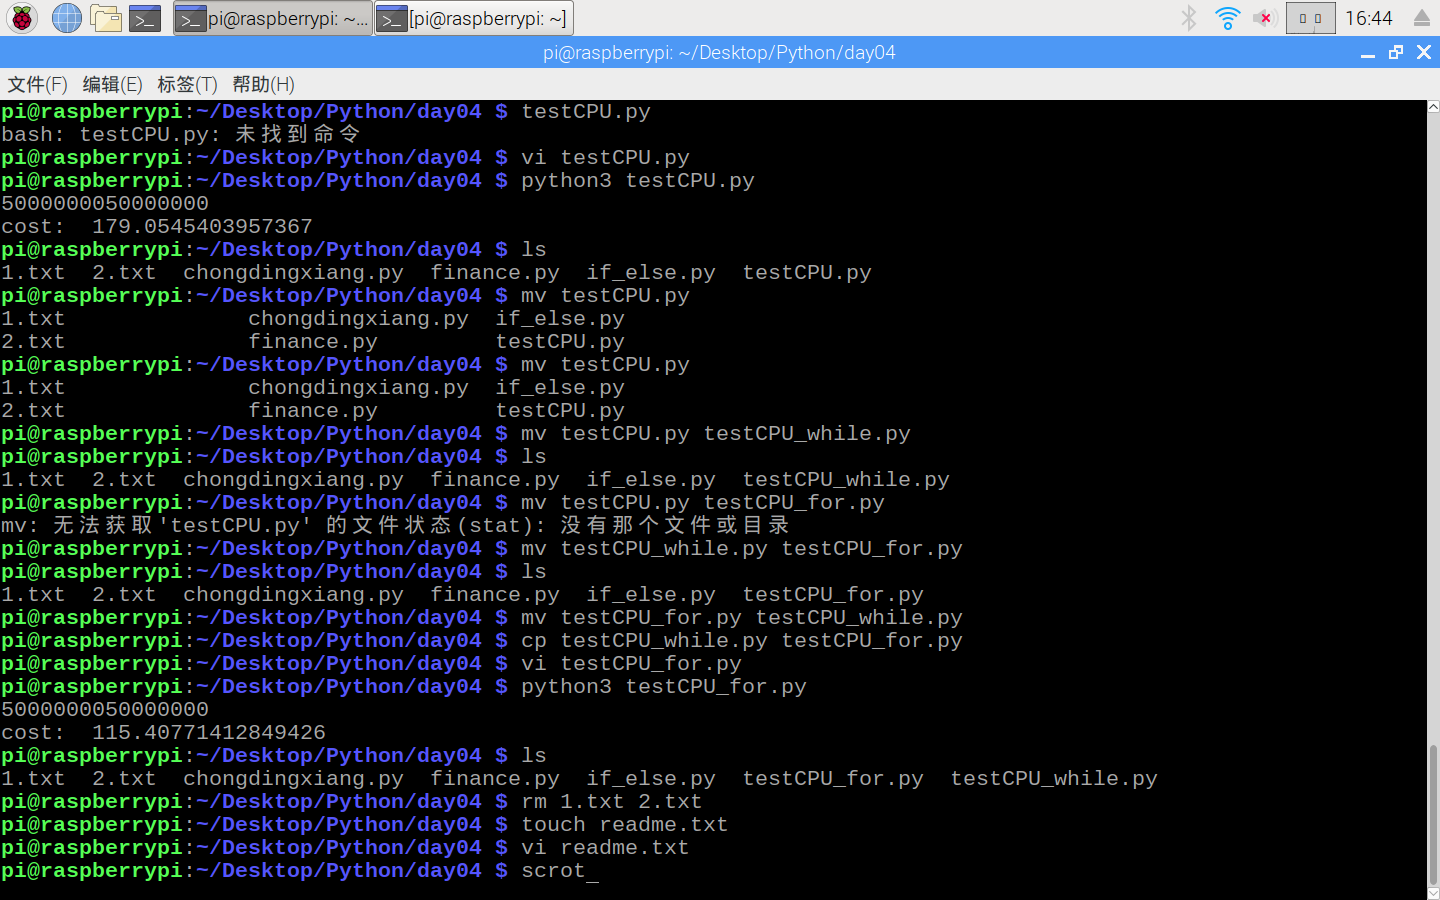 pi@raspberrypi: ~... [pi@raspberrypi: ~] 16:44
pi@raspberrypi: ~/Desktop/Python/day04
文件(F) 编辑(E) 标签(T) 帮助(H)
pi@raspberrypi:~/Desktop/Python/day04 $ testCPU.py
bash: testCPU.py: 未找到命令
pi@raspberrypi:~/Desktop/Python/day04 $ vi testCPU.py
pi@raspberrypi:~/Desktop/Python/day04 $ python3 testCPU.py
5000000050000000
cost:  179.0545403957367
pi@raspberrypi:~/Desktop/Python/day04 $ ls
1.txt  2.txt  chongdingxiang.py  finance.py  if_else.py  testCPU.py
pi@raspberrypi:~/Desktop/Python/day04 $ mv testCPU.py
1.txt              chongdingxiang.py  if_else.py
2.txt              finance.py         testCPU.py
pi@raspberrypi:~/Desktop/Python/day04 $ mv testCPU.py
1.txt              chongdingxiang.py  if_else.py
2.txt              finance.py         testCPU.py
pi@raspberrypi:~/Desktop/Python/day04 $ mv testCPU.py testCPU_while.py
pi@raspberrypi:~/Desktop/Python/day04 $ ls
1.txt  2.txt  chongdingxiang.py  finance.py  if_else.py  testCPU_while.py
pi@raspberrypi:~/Desktop/Python/day04 $ mv testCPU.py testCPU_for.py
mv: 无法获取'testCPU.py' 的文件状态(stat): 没有那个文件或目录
pi@raspberrypi:~/Desktop/Python/day04 $ mv testCPU_while.py testCPU_for.py
pi@raspberrypi:~/Desktop/Python/day04 $ ls
1.txt  2.txt  chongdingxiang.py  finance.py  if_else.py  testCPU_for.py
pi@raspberrypi:~/Desktop/Python/day04 $ mv testCPU_for.py testCPU_while.py
pi@raspberrypi:~/Desktop/Python/day04 $ cp testCPU_while.py testCPU_for.py
pi@raspberrypi:~/Desktop/Python/day04 $ vi testCPU_for.py
pi@raspberrypi:~/Desktop/Python/day04 $ python3 testCPU_for.py
5000000050000000
cost:  115.40771412849426
pi@raspberrypi:~/Desktop/Python/day04 $ ls
1.txt  2.txt  chongdingxiang.py  finance.py  if_else.py  testCPU_for.py  testCPU_while.py
pi@raspberrypi:~/Desktop/Python/day04 $ rm 1.txt 2.txt
pi@raspberrypi:~/Desktop/Python/day04 $ touch readme.txt
pi@raspberrypi:~/Desktop/Python/day04 $ vi readme.txt
pi@raspberrypi:~/Desktop/Python/day04 $ scrot_